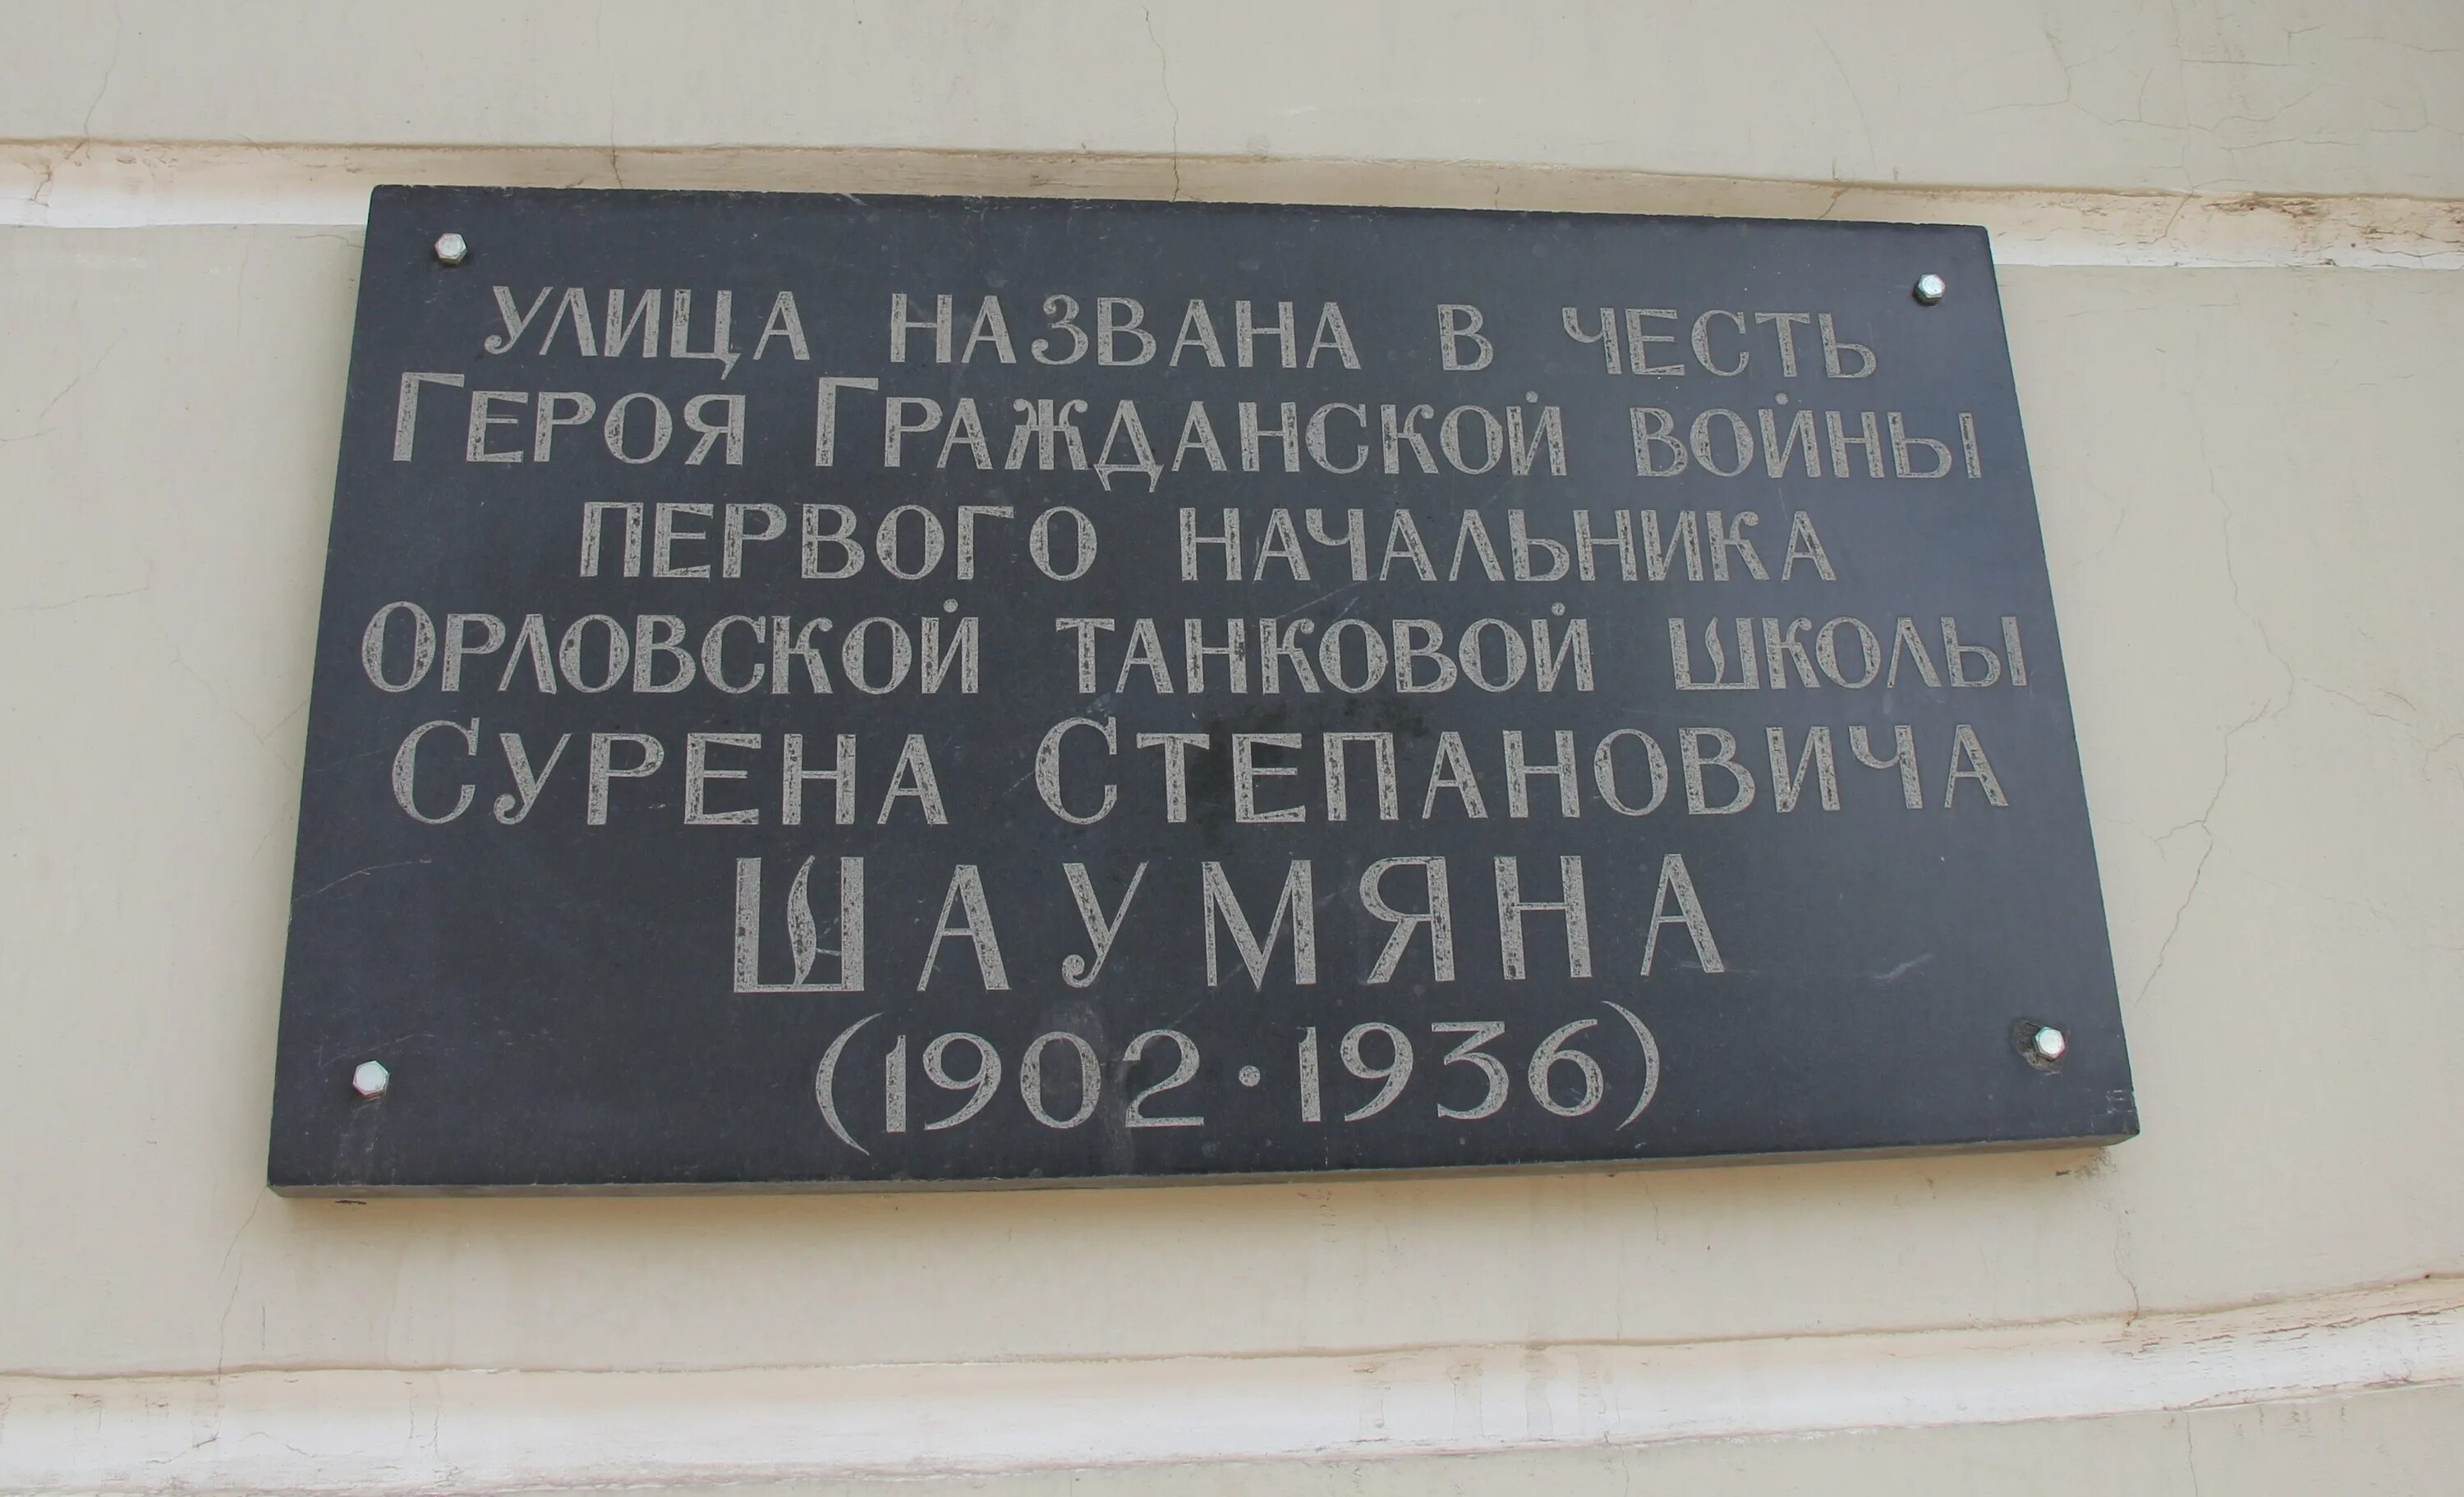 УЛИЦА НАЗВАНА В ЧЕСТЬ
ГЕРОЯ ГРАЖДАНСКОЙ ВОЙНЫ
ПЕРВОГО НАЧАЛЬНИКА
ОРЛОВСКОЙ ТАНКОВОЙ ШКОЛЫ
СУРЕНА СТЕПАНОВИЧА
ШАУМЯНА
(1902·1936)